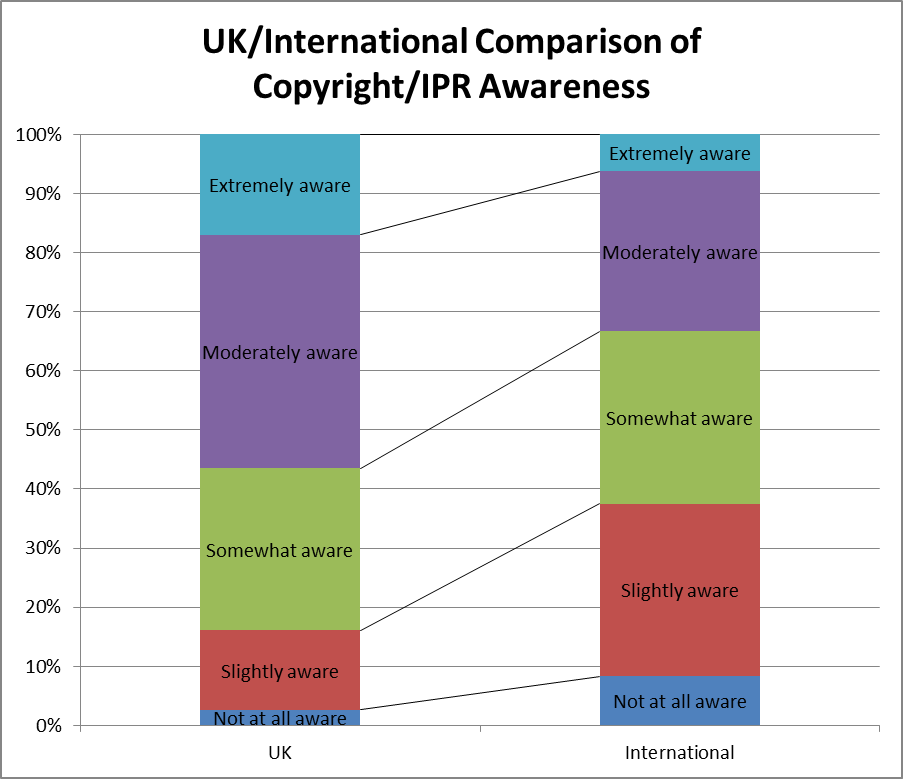 UK/International Comparison of
Copyright/IPR Awareness
100%
90%
80%
70%
60%
50%
40%
30%
20%
10%
0%
Extremely aware
Moderately aware
Somewhat aware
Slightly aware
Not at all aware
Extremely aware
Moderately aware
Somewhat aware
Slightly aware
Not at all aware
UK
International